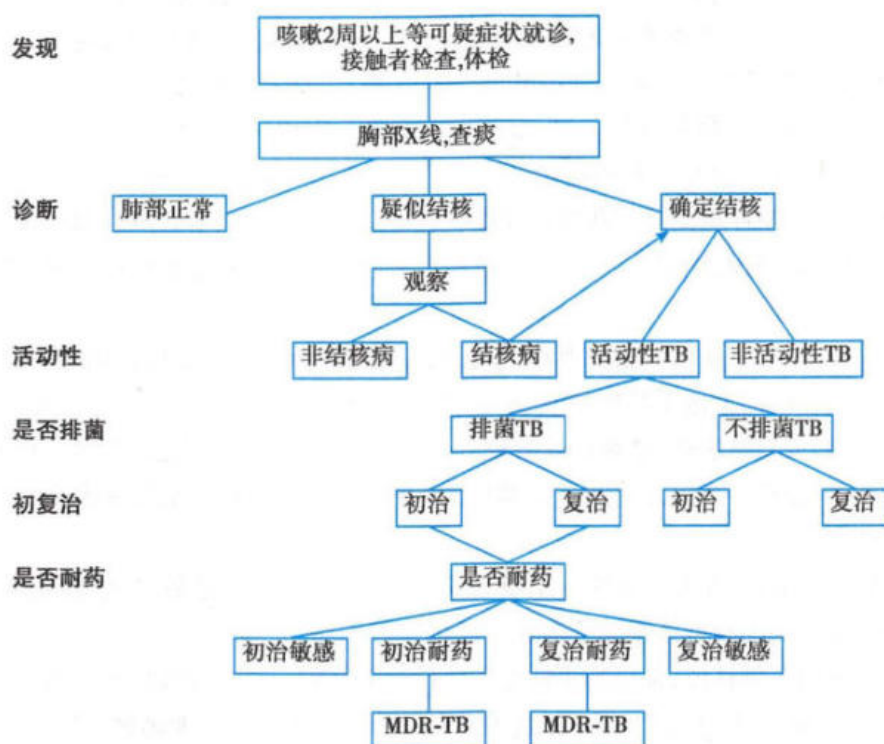 发现
咳嗽2周以上等可疑症状就诊,
接触者检查,体检
胸部X线,查痰
诊断
肺部正常
疑似结核
确定结核
观察
活动性
非结核病
结核病
活动性TB
非活动性TB
是否排菌
排菌TB
不排菌TB
初复治
初治
复治
初治
复治
是否耐药
是否耐药
初治敏感
初治耐药
复治耐药
复治敏感
MDR-TB
MDR-TB